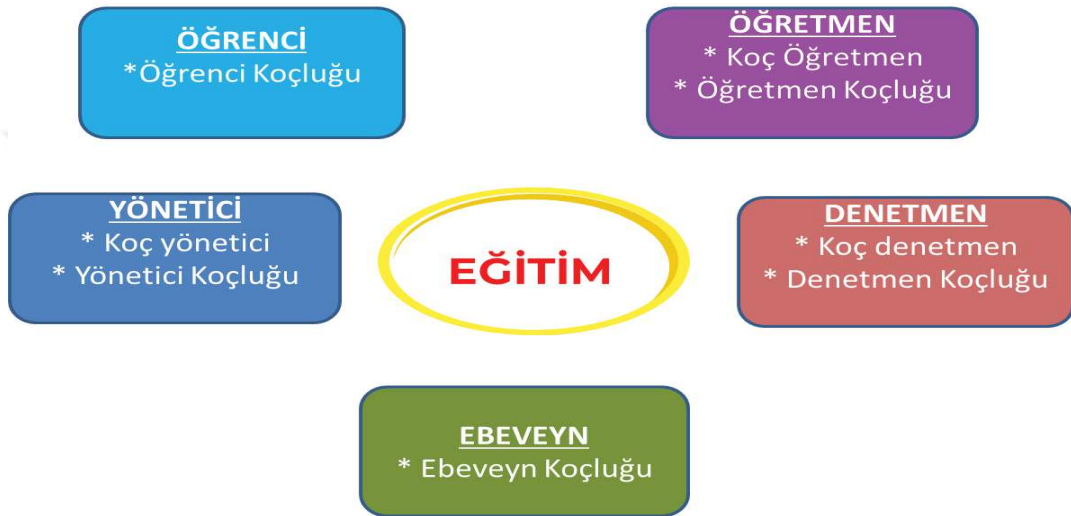 ÖĞRENCİ
*Öğrenci Koçluğu
ÖĞRETMEN
* Koç Öğretmen
* Öğretmen Koçluğu
YÖNETİCİ
* Koç yönetici
* Yönetici Koçluğu
EĞİTİM
DENETMEN
* Koç denetmen
* Denetmen Koçluğu
EBEVEYN
* Ebeveyn Koçluğu